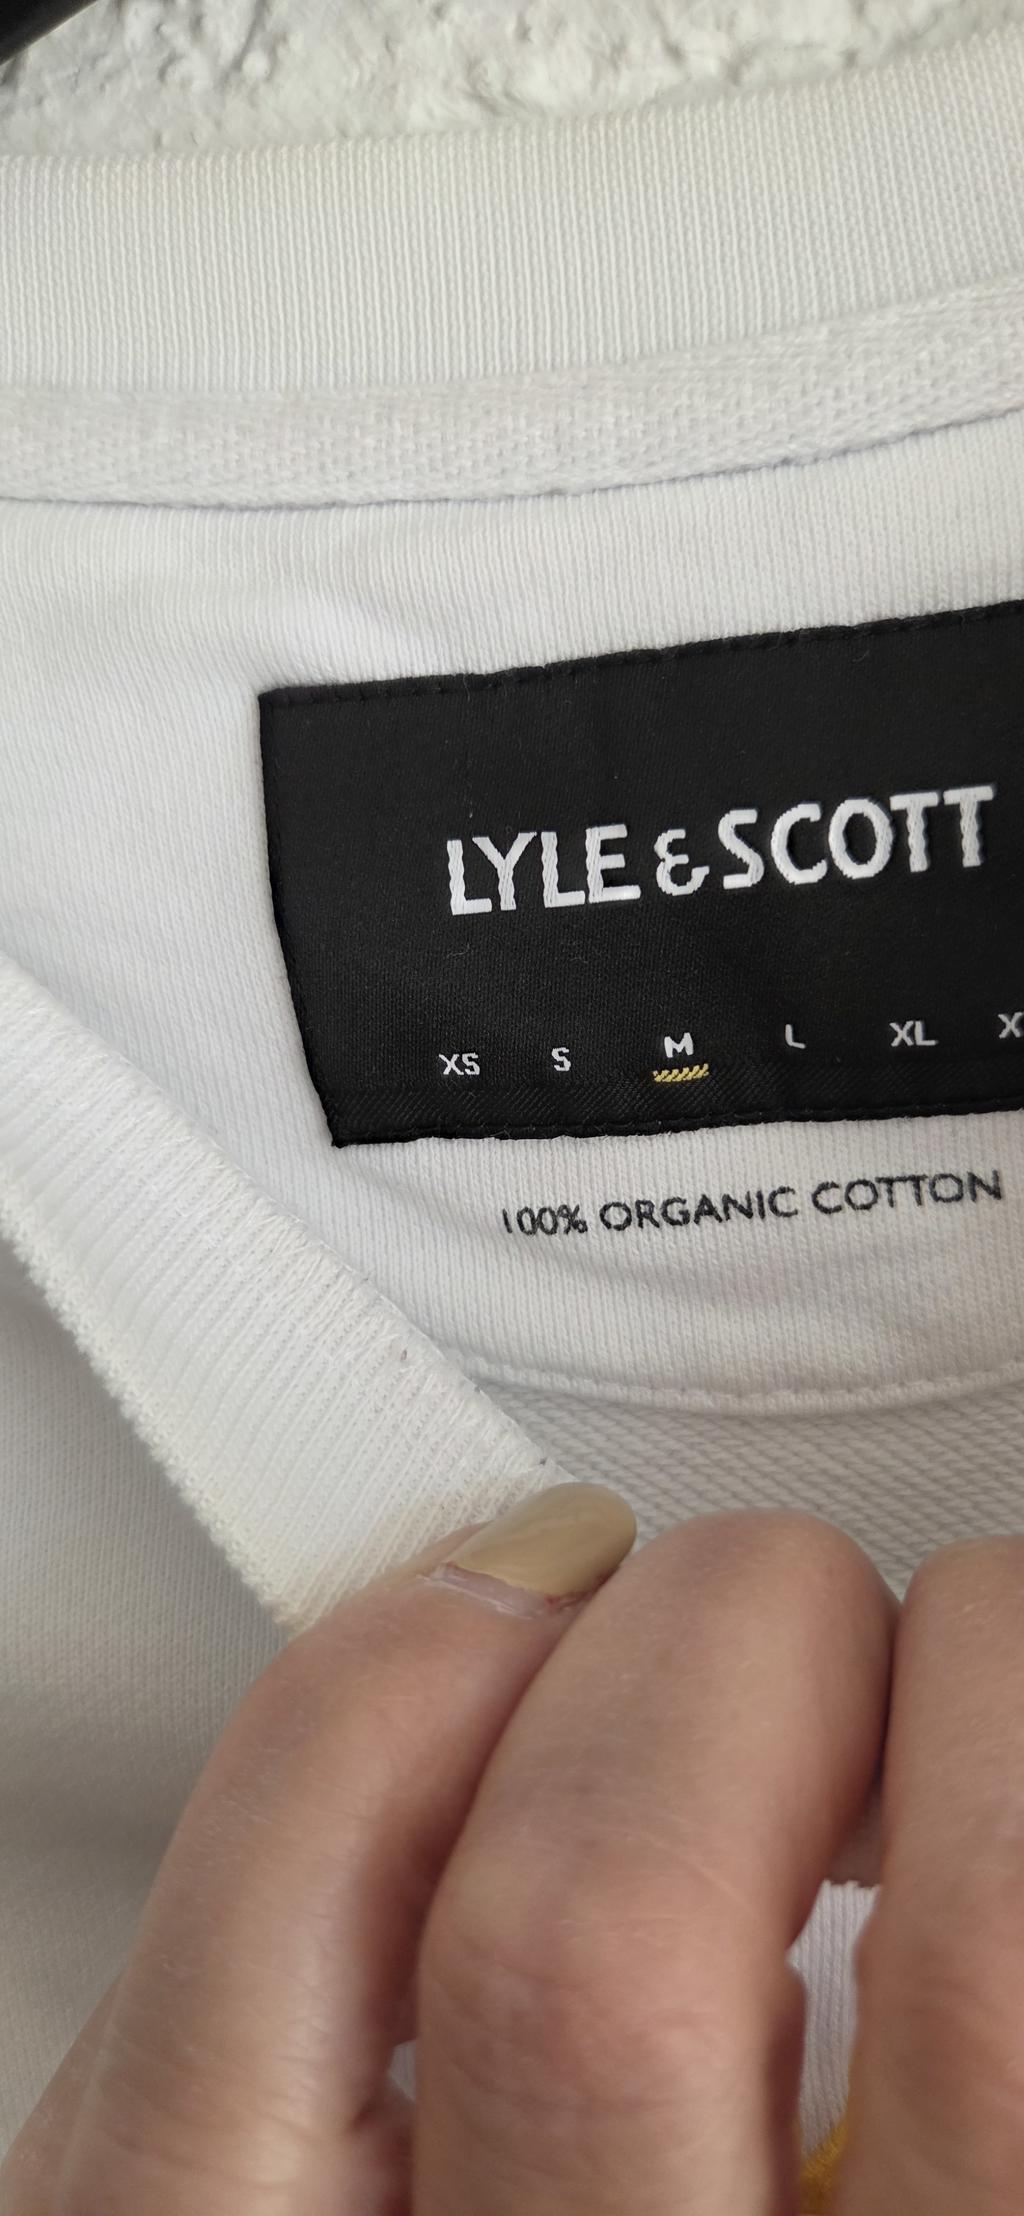 LYLE & SCOTT
XS S M L XL
100% ORGANIC COTTON